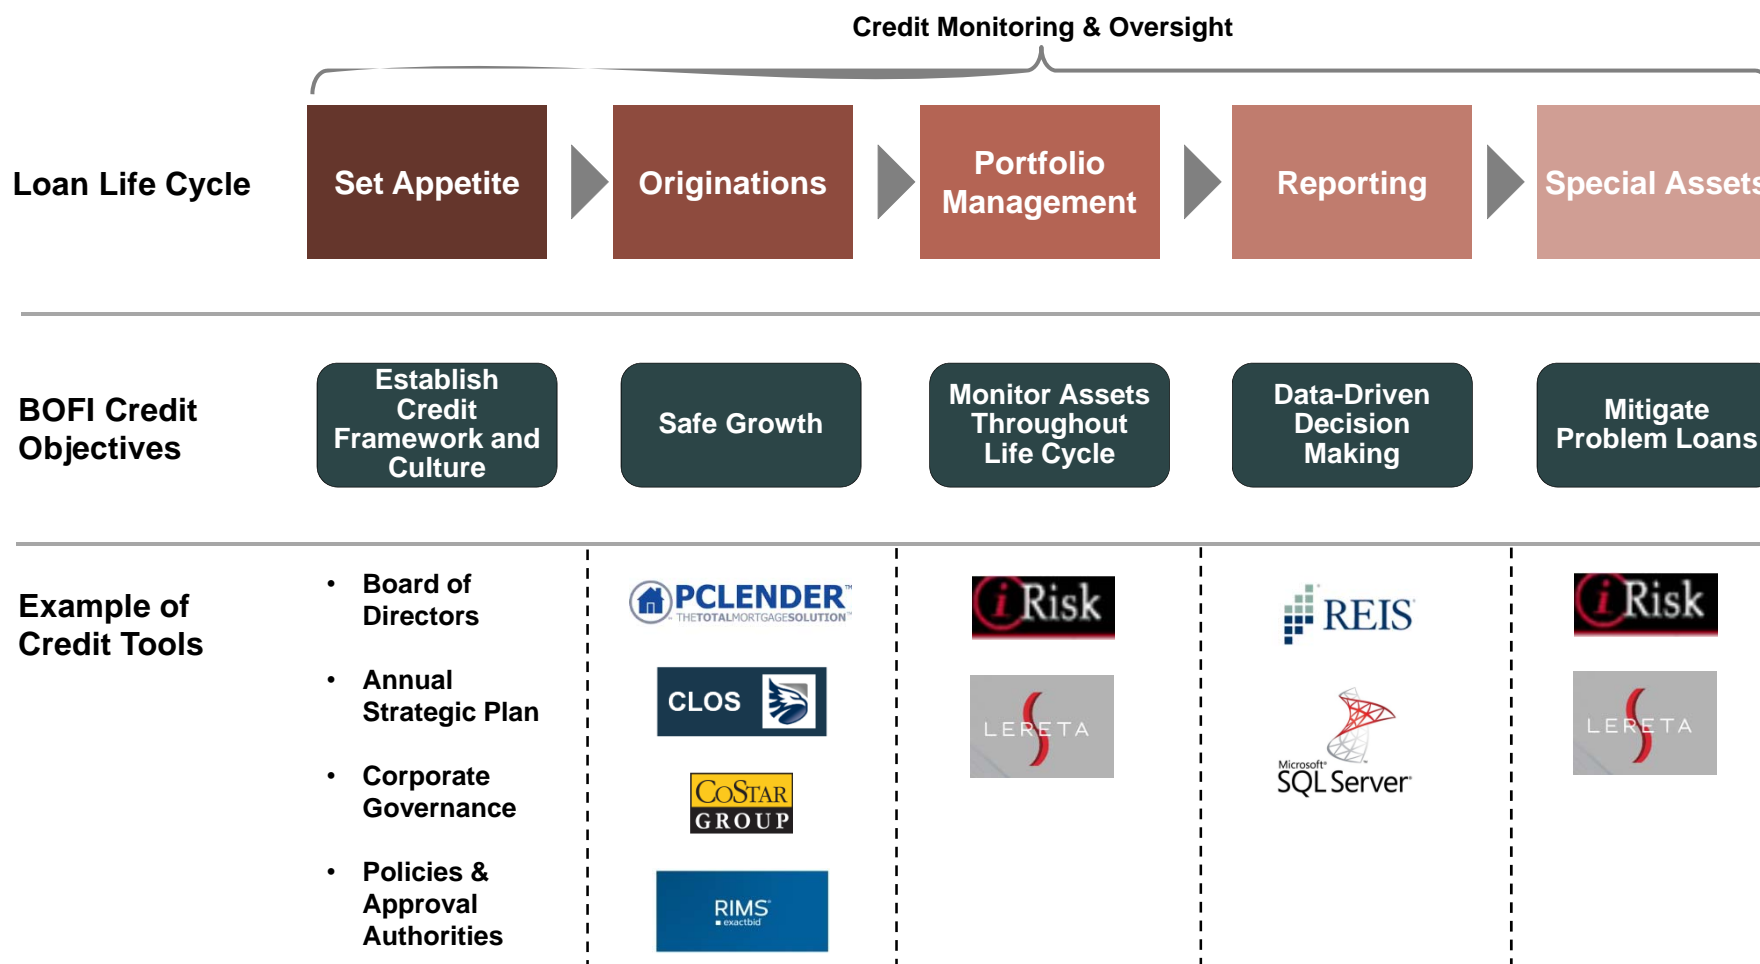 Credit Monitoring & Oversight
Loan Life Cycle
Set Appetite
Originations
Portfolio
Management
Reporting
Special Assets
BOFI Credit
Objectives
Establish
Credit
Framework and
Culture
Safe Growth
Monitor Assets
Throughout
Life Cycle
Data-Driven
Decision
Making
Mitigate
Problem Loans
Example of
Credit Tools
• Board of
Directors
• Annual
Strategic Plan
• Corporate
Governance
• Policies &
Approval
Authorities
PCLENDER™
THETOTALMORTGAGESOLUTION™
CLOS
COSTAR
GROUP
RIMS®
exactbid
iRisk
LERETA
REIS
Microsoft®
SQL Server®
iRisk
LERETA